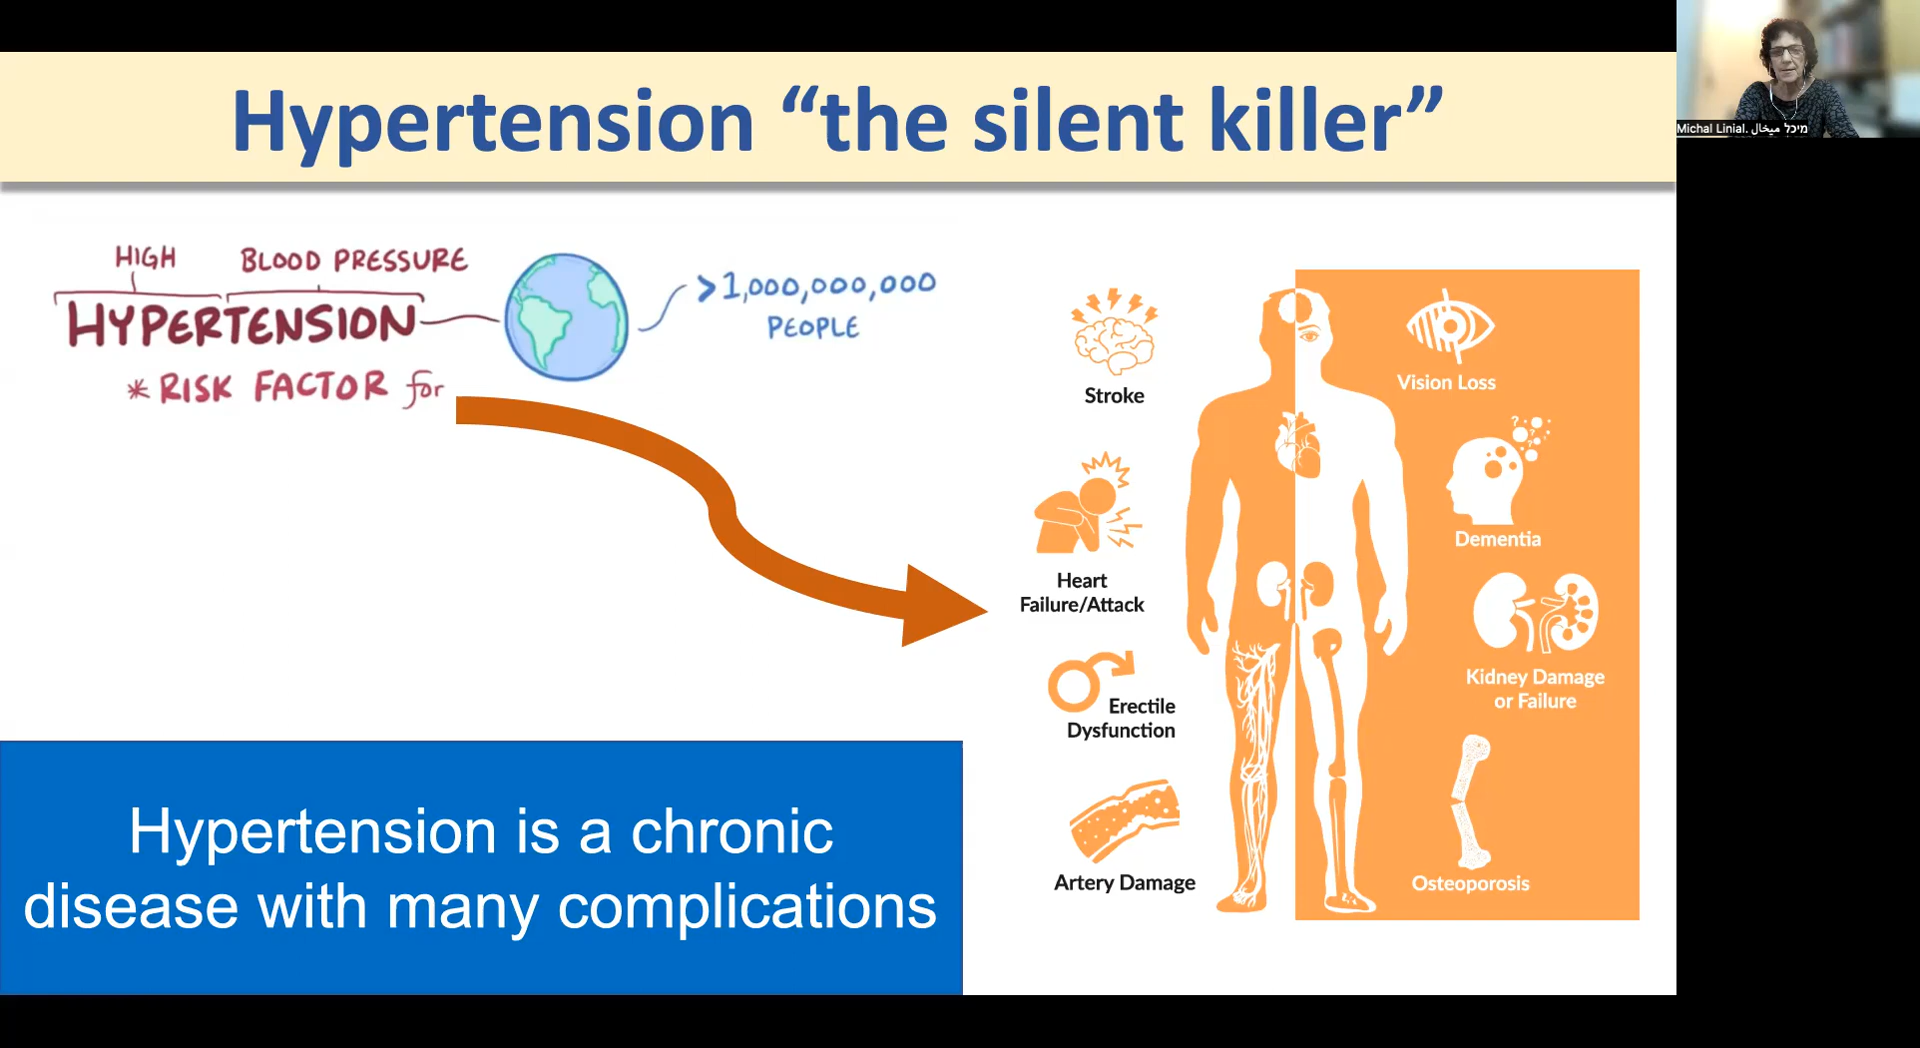 Hypertension “the silent killer”
Michal Linial. מיכל ميخال
HIGH
BLOOD PRESSURE
HYPERTENSION
>1,000,000,000
PEOPLE
* RISK FACTOR for
Stroke
Heart
Failure/Attack
Erectile
Dysfunction
Artery Damage
Vision Loss
Dementia
Kidney Damage
or Failure
Osteoporosis
Hypertension is a chronic
disease with many complications